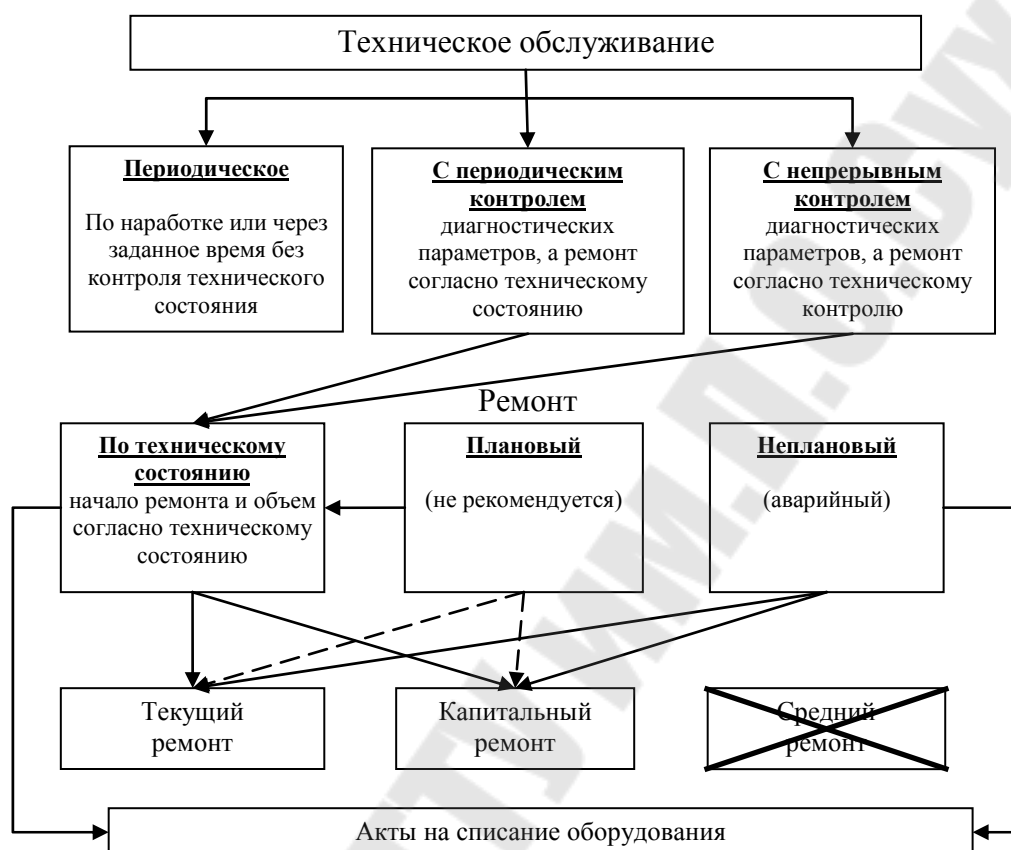 Техническое обслуживание
Периодическое
По наработке или через
заданное время без
контроля технического
состояния
С периодическим
контролем
диагностических
параметров, а ремонт
согласно техническому
состоянию
С непрерывным
контролем
диагностических
параметров, а ремонт
согласно техническому
контролю
Ремонт
По техническому
состоянию
начало ремонта и объем
согласно техническому
состоянию
Плановый
(не рекомендуется)
Неплановый
(аварийный)
Текущий
ремонт
Капитальный
ремонт
Средний
ремонт
Акты на списание оборудования